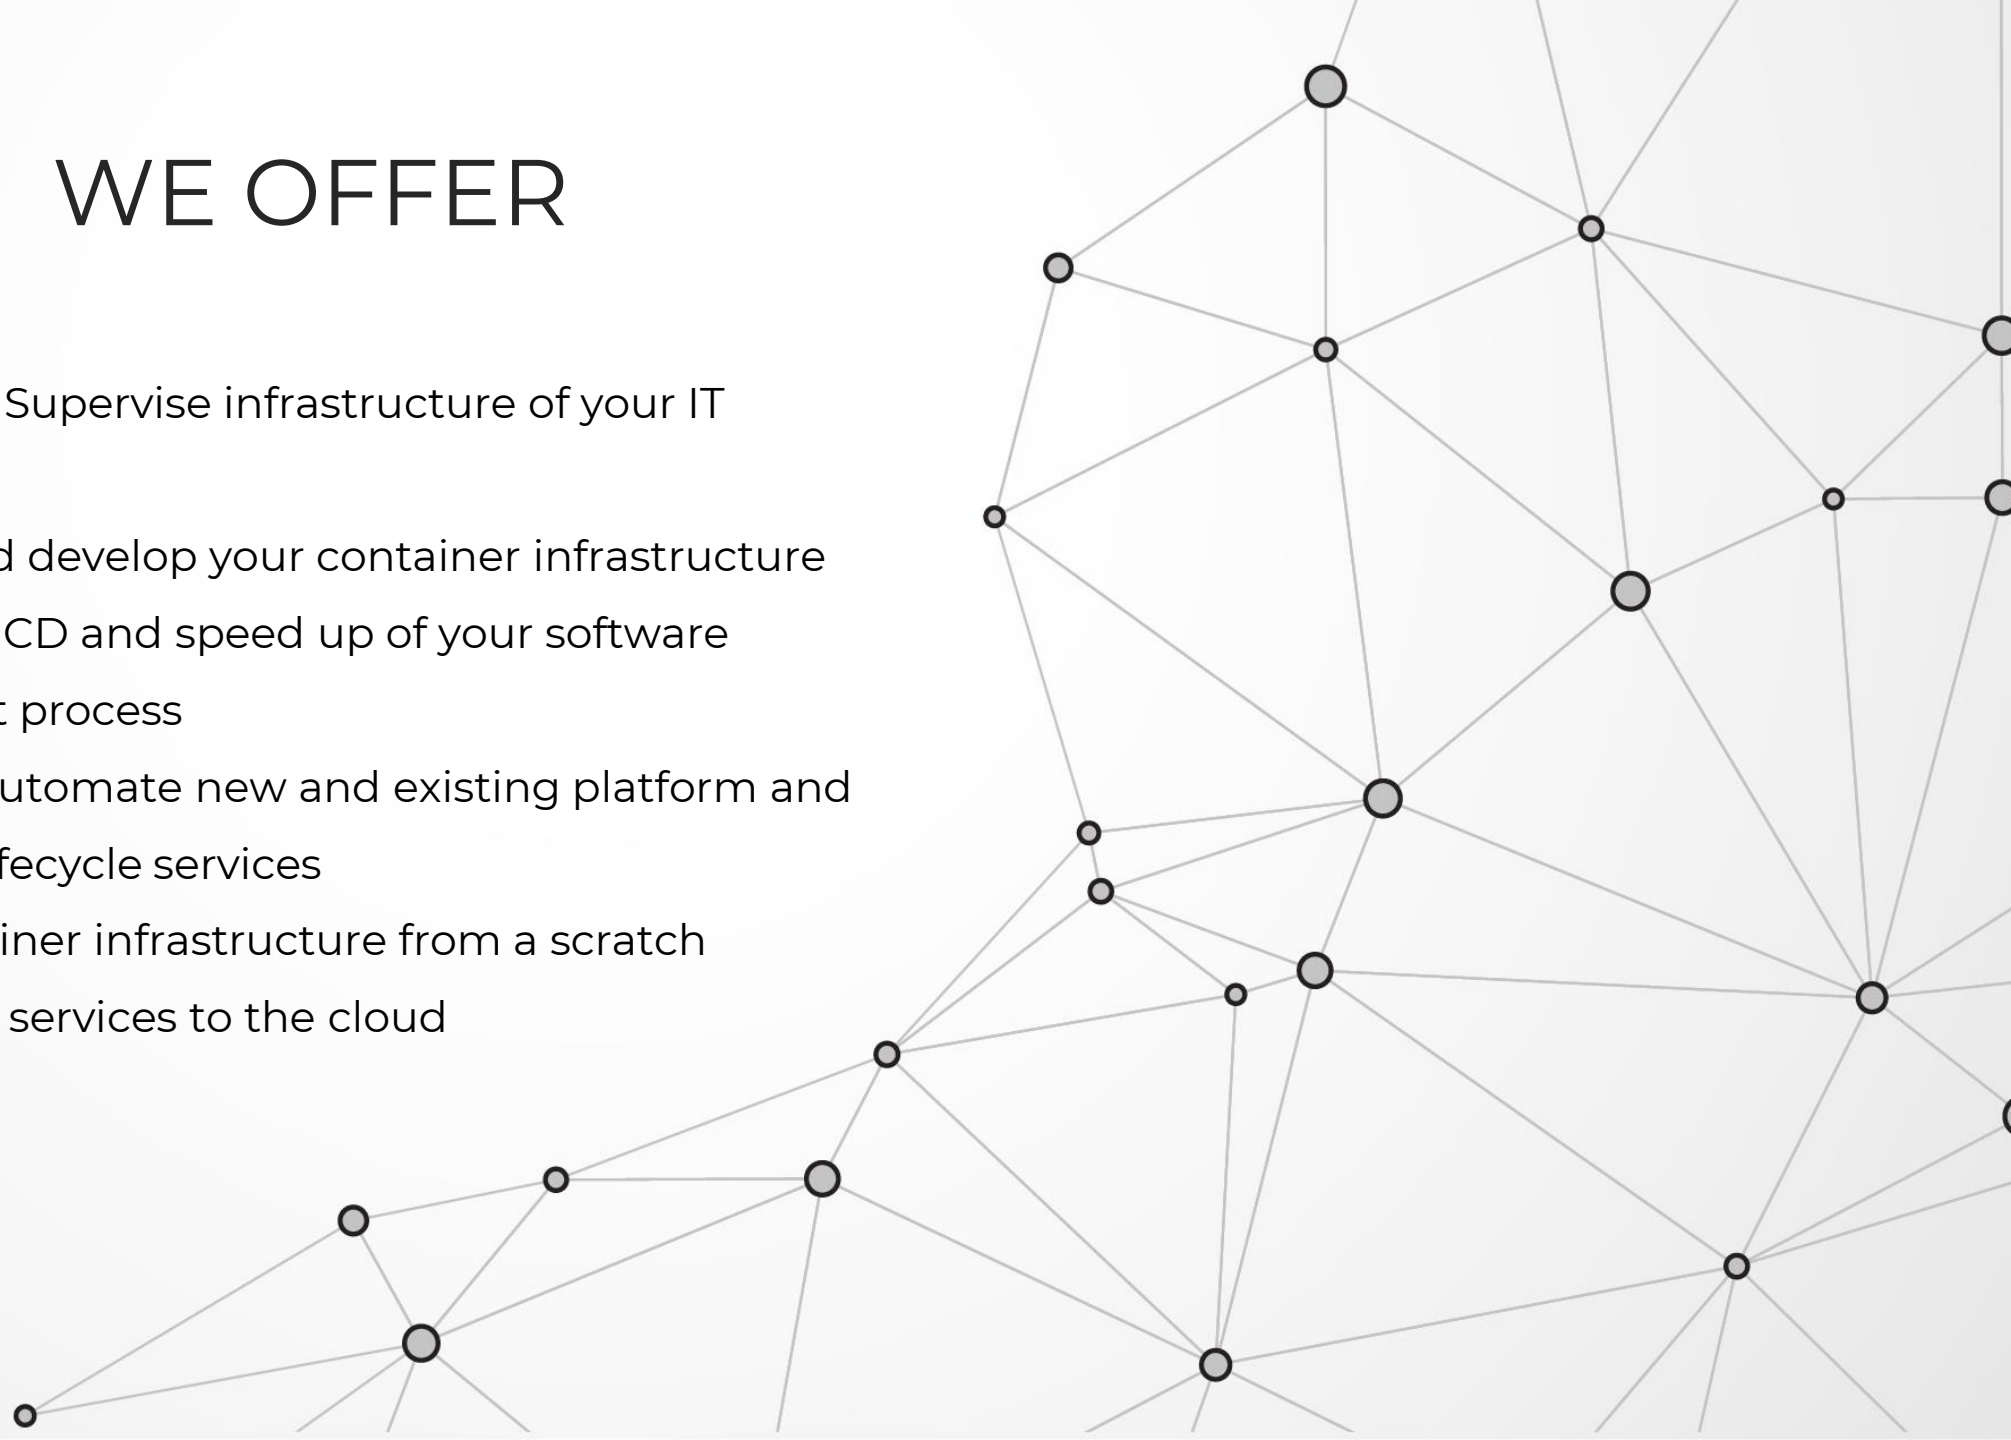 WE OFFER
Supervise infrastructure of your IT
develop your container infrastructure
CD and speed up of your software
process
utomate new and existing platform and
fecycle services
iner infrastructure from a scratch
services to the cloud